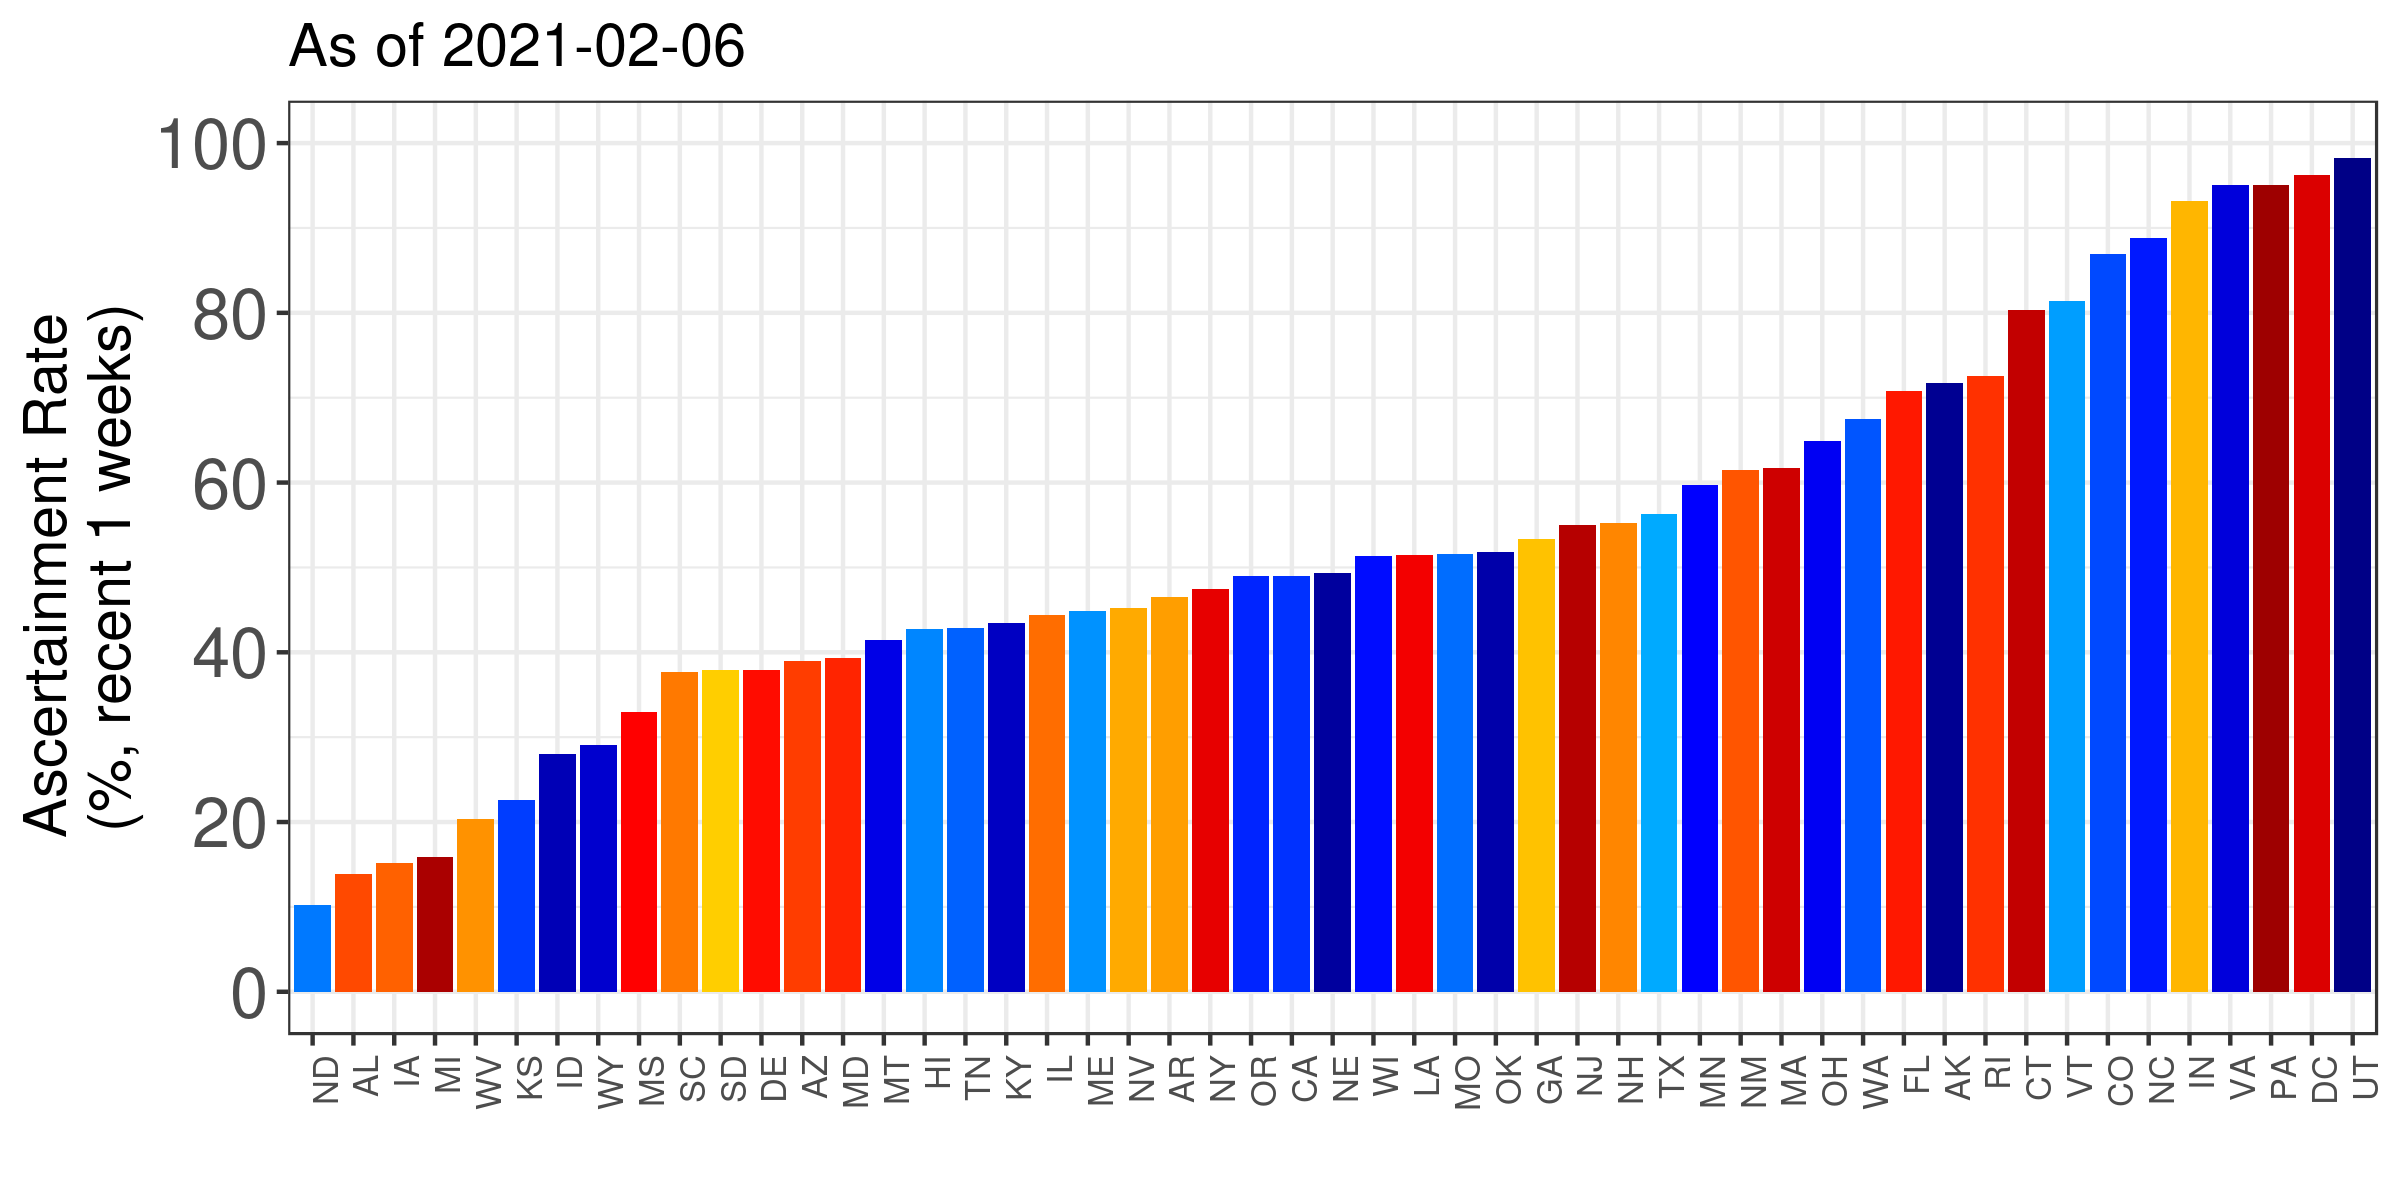 As of 2021-02-06
Ascertainment Rate
(%, recent 1 weeks)
100
80
60
40
20
0
ND AL IA MI WV KS ID WY MS SC SD DE AZ MD MT HI TN KY IL ME NV AR NY OR CA NE WI LA MO OK GA NJ NH TX MN NM MA OH WA FL AK RI CT VT CO NC IN VA PA DC UT